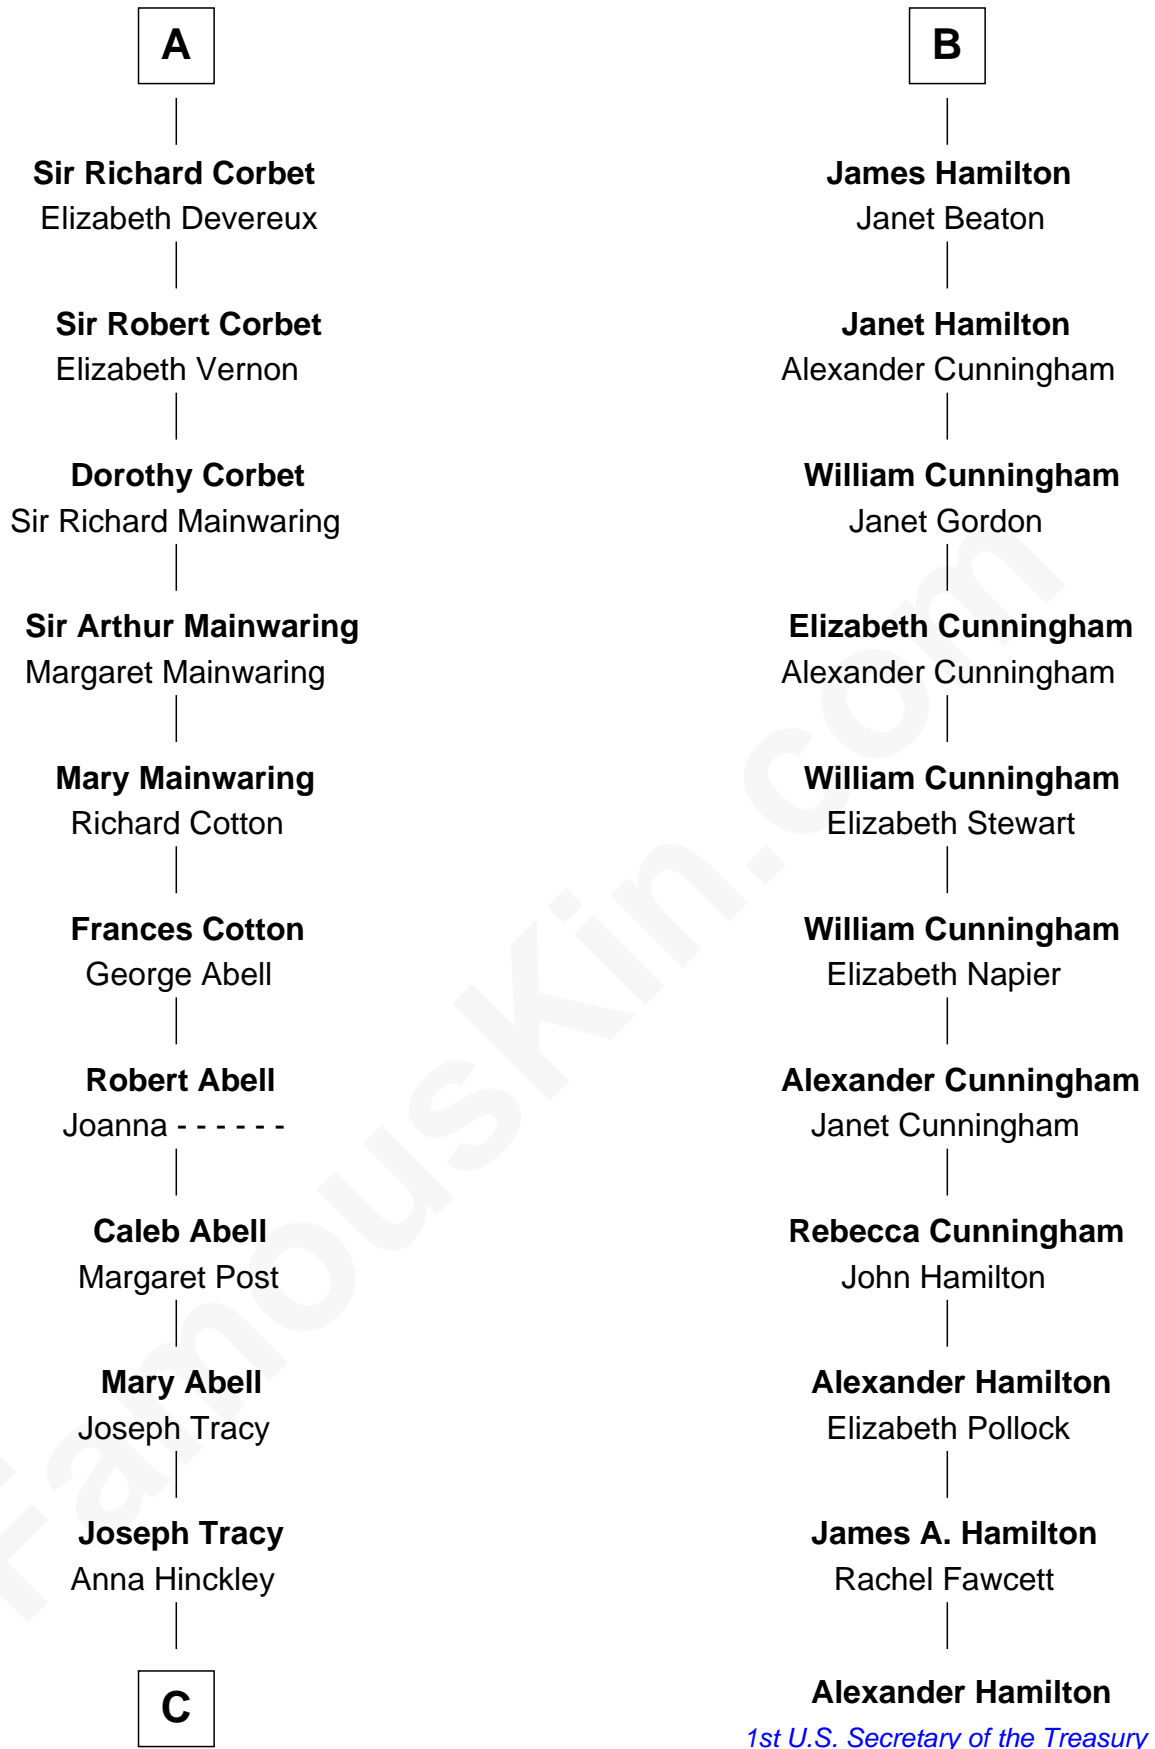 A
Sir Richard Corbet
Elizabeth Devereux
Sir Robert Corbet
Elizabeth Vernon
Dorothy Corbet
Sir Richard Mainwaring
Sir Arthur Mainwaring
Margaret Mainwaring
Mary Mainwaring
Richard Cotton
Frances Cotton
George Abell
Robert Abell
Joanna - - - - - -
Caleb Abell
Margaret Post
Mary Abell
Joseph Tracy
Joseph Tracy
Anna Hinckley
C
B
James Hamilton
Janet Beaton
Janet Hamilton
Alexander Cunningham
William Cunningham
Janet Gordon
Elizabeth Cunningham
Alexander Cunningham
William Cunningham
Elizabeth Stewart
William Cunningham
Elizabeth Napier
Alexander Cunningham
Janet Cunningham
Rebecca Cunningham
John Hamilton
Alexander Hamilton
Elizabeth Pollock
James A. Hamilton
Rachel Fawcett
Alexander Hamilton
1st U.S. Secretary of the Treasury
FamousKin.com